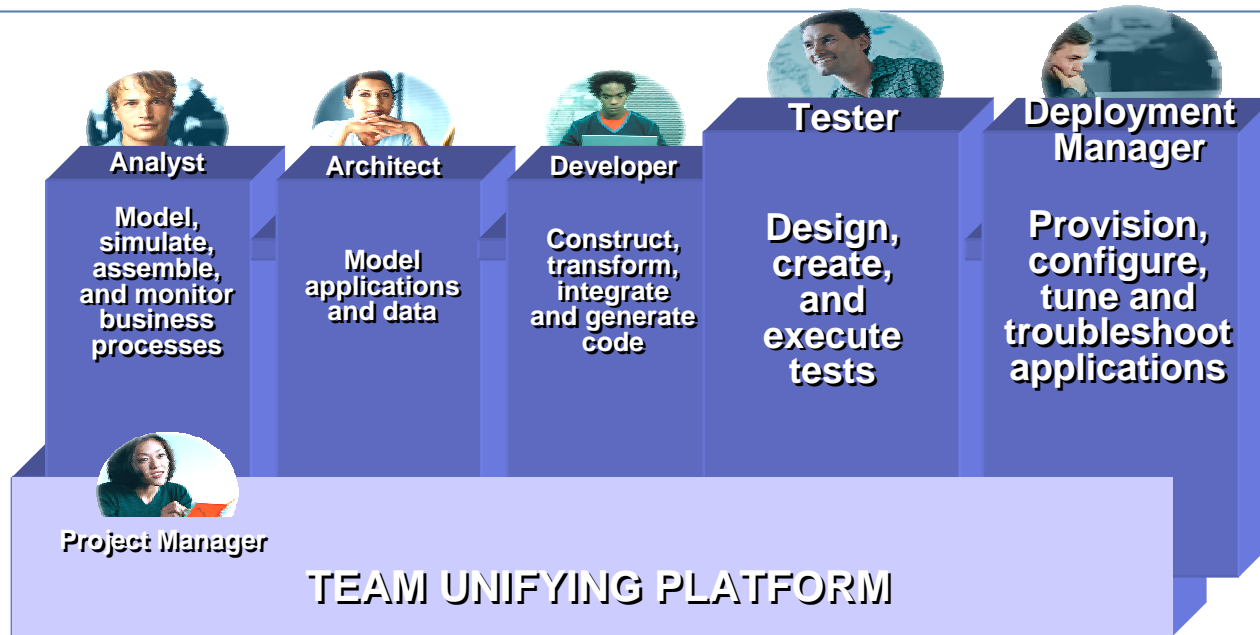 Analyst
Model,
simulate,
assemble,
and monitor
business
processes
Architect
Model
applications
and data
Developer
Construct,
transform,
integrate
and generate
code
Tester
Design,
create,
and
execute
tests
Deployment
Manager
Provision,
configure,
tune and
troubleshoot
applications
Project Manager
TEAM UNIFYING PLATFORM